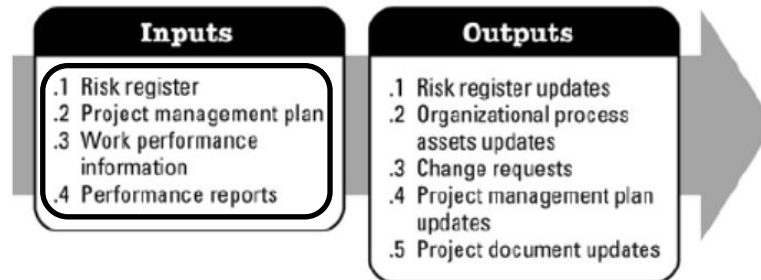 Inputs
.1 Risk register
.2 Project management plan
.3 Work performance
information
.4 Performance reports
Outputs
.1 Risk register updates
.2 Organizational process
assets updates
.3 Change requests
.4 Project management plan
updates
.5 Project document updates